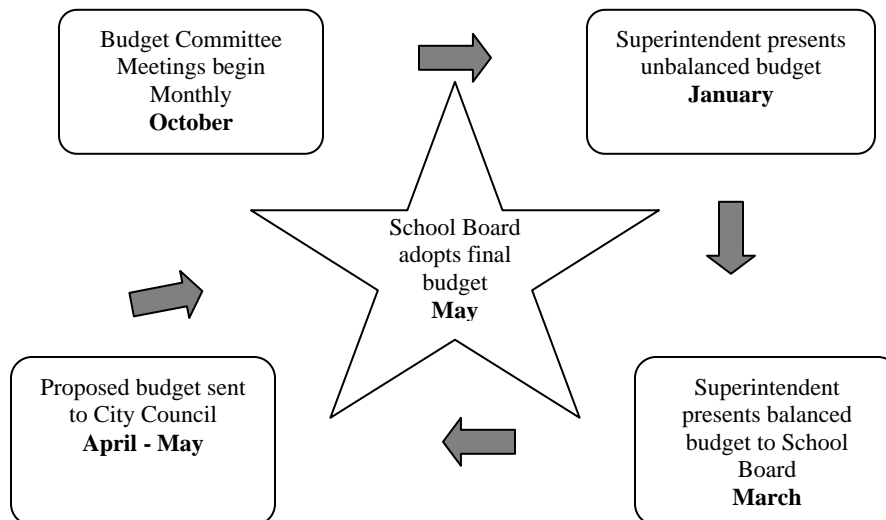 Budget Committee
Meetings begin
Monthly
October
Superintendent presents
unbalanced budget
January
School Board
adopts final
budget
May
Proposed budget sent
to City Council
April - May
Superintendent
presents balanced
budget to School
Board
March